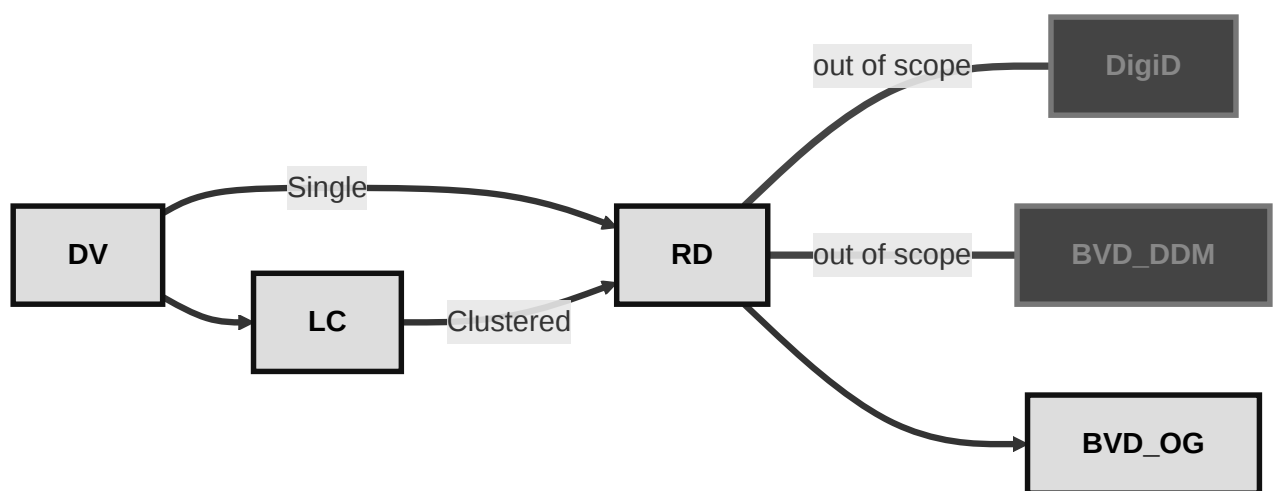 out of scope
DigiD
Single
DV
RD
out of scope
BVD_DDM
LC
Clustered
BVD_OG